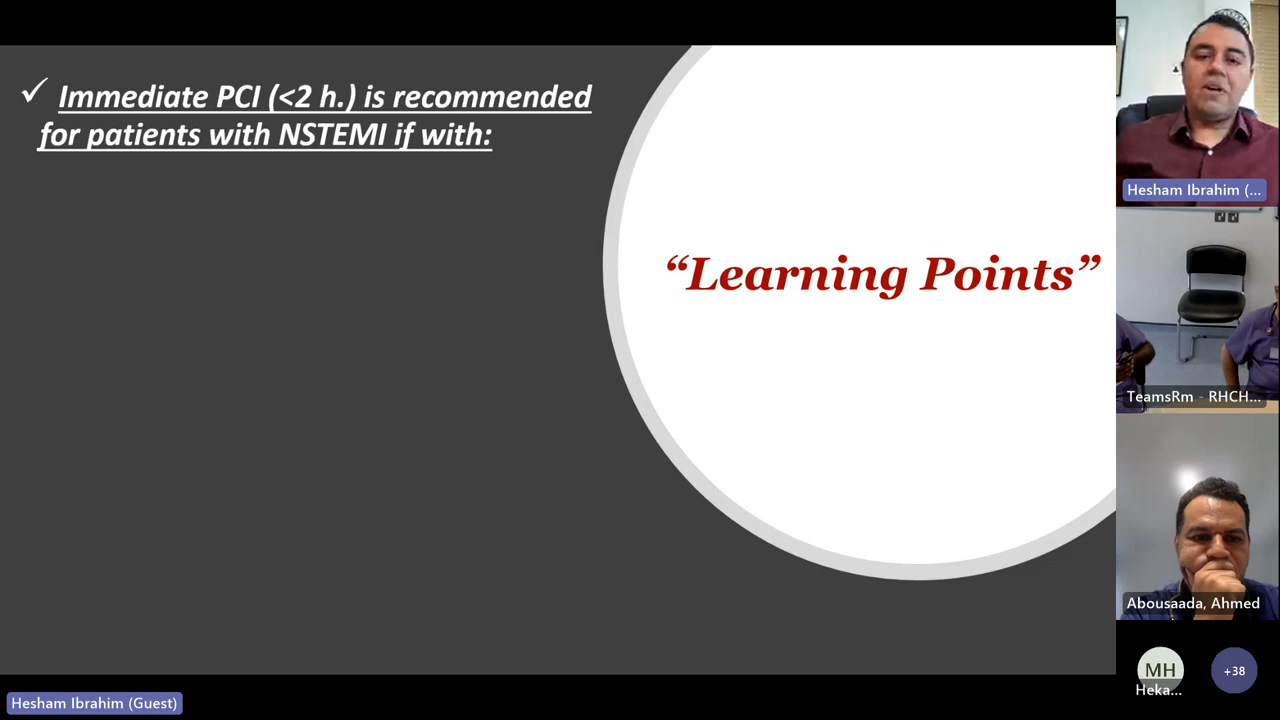 ✓ Immediate PCI (<2 h.) is recommended
for patients with NSTEMI if with:
“Learning Points”
Hesham Ibrahim (...
TeamsRm - RHCH...
Abousaada, Ahmed
MH
Heka...
+38
Hesham Ibrahim (Guest)